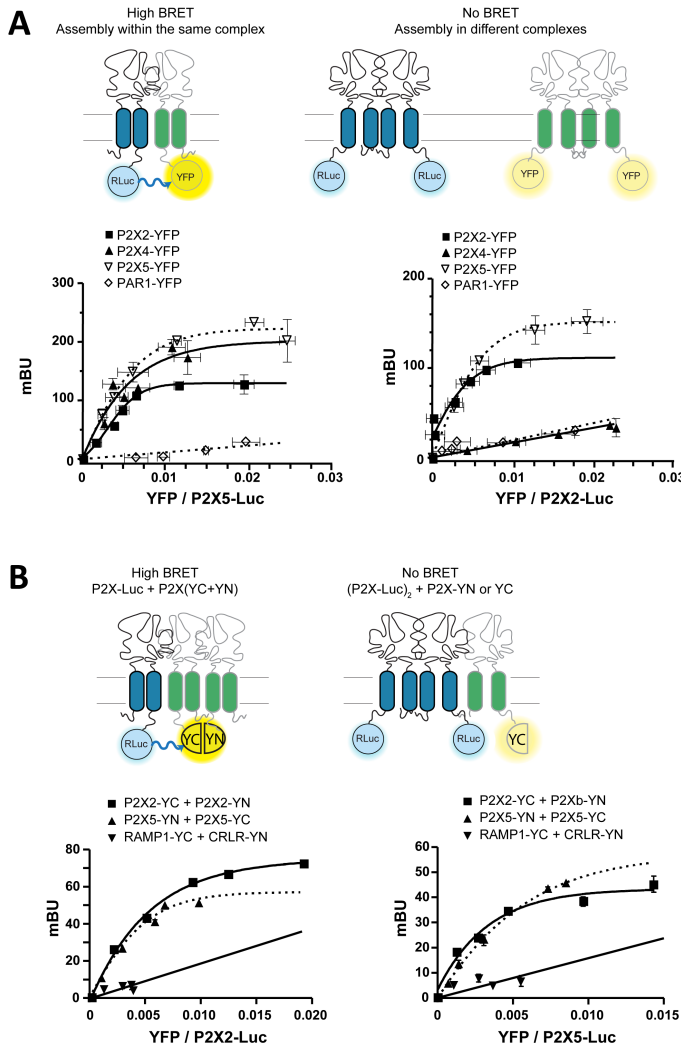 A
High BRET
Assembly within the same complex
No BRET
Assembly in different complexes
RLuc
YFP
RLuc
RLuc
YFP
YFP
P2X2-YFP
P2X4-YFP
P2X5-YFP
PAR1-YFP
300
200
100
0
mBU
0
0.01
0.02
0.03
YFP / P2X5-Luc
P2X2-YFP
P2X4-YFP
P2X5-YFP
PAR1-YFP
200
100
0
mBU
0
0.01
0.02
0.03
YFP / P2X2-Luc
B
High BRET
P2X-Luc + P2X(YC+YN)
No BRET
(P2X-Luc)2 + P2X-YN or YC
RLuc
YC
YN
RLuc
RLuc
YC
P2X2-YC + P2X2-YN
P2X5-YN + P2X5-YC
RAMP1-YC + CRLR-YN
80
60
40
20
0
mBU
0
0.005
0.010
0.015
0.020
YFP / P2X2-Luc
P2X2-YC + P2Xb-YN
P2X5-YN + P2X5-YC
RAMP1-YC + CRLR-YN
60
50
40
30
20
10
0
mBU
0
0.005
0.010
0.015
YFP / P2X5-Luc